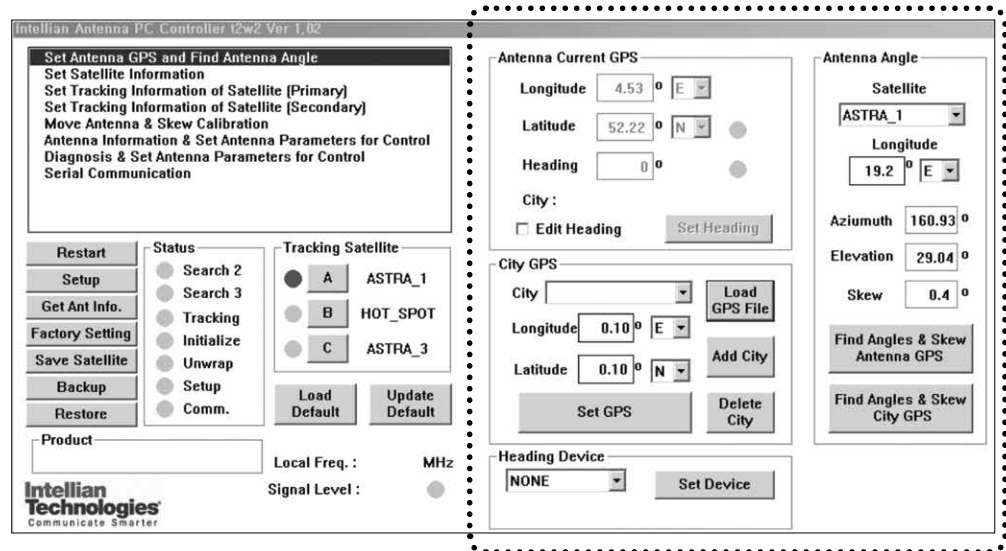 Intellian Antenna PC Controller t2w2 Ver 1,02
Set Antenna GPS and Find Antenna Angle
Set Satellite Information
Set Tracking Information of Satellite (Primary)
Set Tracking Information of Satellite (Secondary)
Move Antenna & Skew Calibration
Antenna Information & Set Antenna Parameters for Control
Diagnosis & Set Antenna Parameters for Control
Serial Communication
Restart
Setup
Get Ant Info.
Factory Setting
Save Satellite
Backup
Restore
Status
Search 2
Search 3
Tracking
Initialize
Unwrap
Setup
Comm.
Tracking Satellite
A ASTRA_1
B HOT_SPOT
C ASTRA_3
Load
Default
Update
Default
Product
Local Freq. : MHz
Signal Level :
Intellian
Technologies
Communicate Smarter
Antenna Current GPS
Longitude 4.53 ° E
Latitude 52.22 ° N
Heading 0 °
City :
Edit Heading Set Heading
City GPS
City
Load
GPS File
Longitude 0.10 ° E
Add City
Latitude 0.10 ° N
Set GPS
Delete
City
Heading Device
NONE Set Device
Antenna Angle
Satellite
ASTRA_1
Longitude
19.2 ° E
Aziumuth 160.93 °
Elevation 29.04 °
Skew 0.4 °
Find Angles & Skew
Antenna GPS
Find Angles & Skew
City GPS